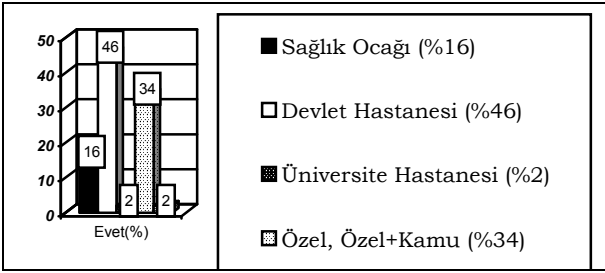 50
40
30
20
10
0
46
34
16
2
2
Evet(%)
Sağlık Ocağı (%16)
Devlet Hastanesi (%46)
Üniversite Hastanesi (%2)
Özel, Özel+Kamu (%34)